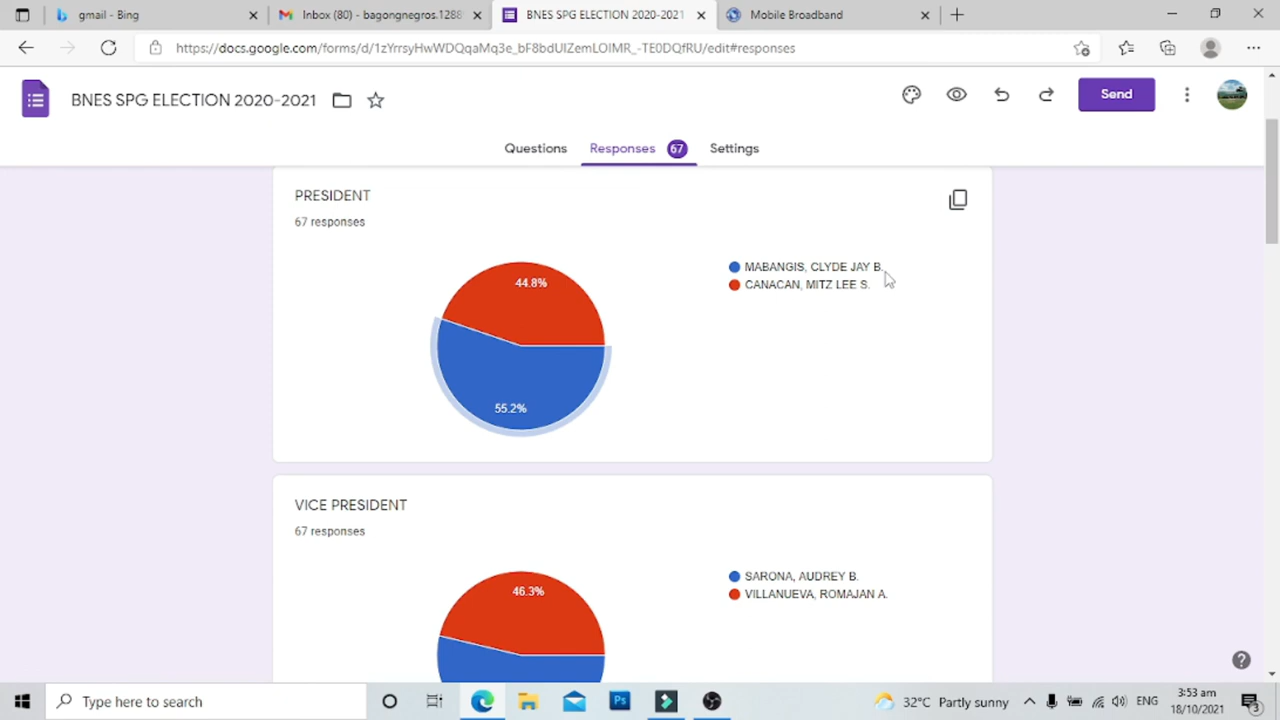 gmail - Bing
Inbox (80) - bagongnegros.1288
BNES SPG ELECTION 2020-2021
Mobile Broadband
https://docs.google.com/forms/d/1zYrrsyHwWDQqaMq3e_bF8bdUIZemLOIMR_-TE0DQfRU/edit#responses
BNES SPG ELECTION 2020-2021
Send
Questions
Responses 67
Settings
PRESIDENT
67 responses
44.8%
55.2%
MABANGIS, CLYDE JAY B.
CANACAN, MITZ LEE S.
VICE PRESIDENT
67 responses
46.3%
SARONA, AUDREY B.
VILLANUEVA, ROMAJAN A.
Type here to search
Ps
32°C Partly sunny
ENG
3:53 am
18/10/2021
3